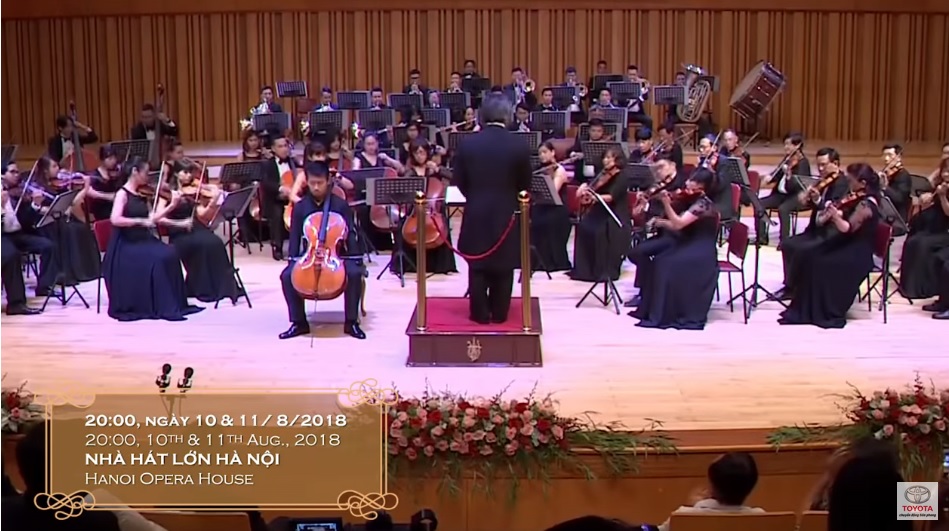 20:00, NGÀY 10 & 11/ 8/2018
20:00, 10TH & 11TH AUG., 2018
NHÀ HÁT LỚN HÀ NỘI
HANOI OPERA HOUSE
TOYOTA